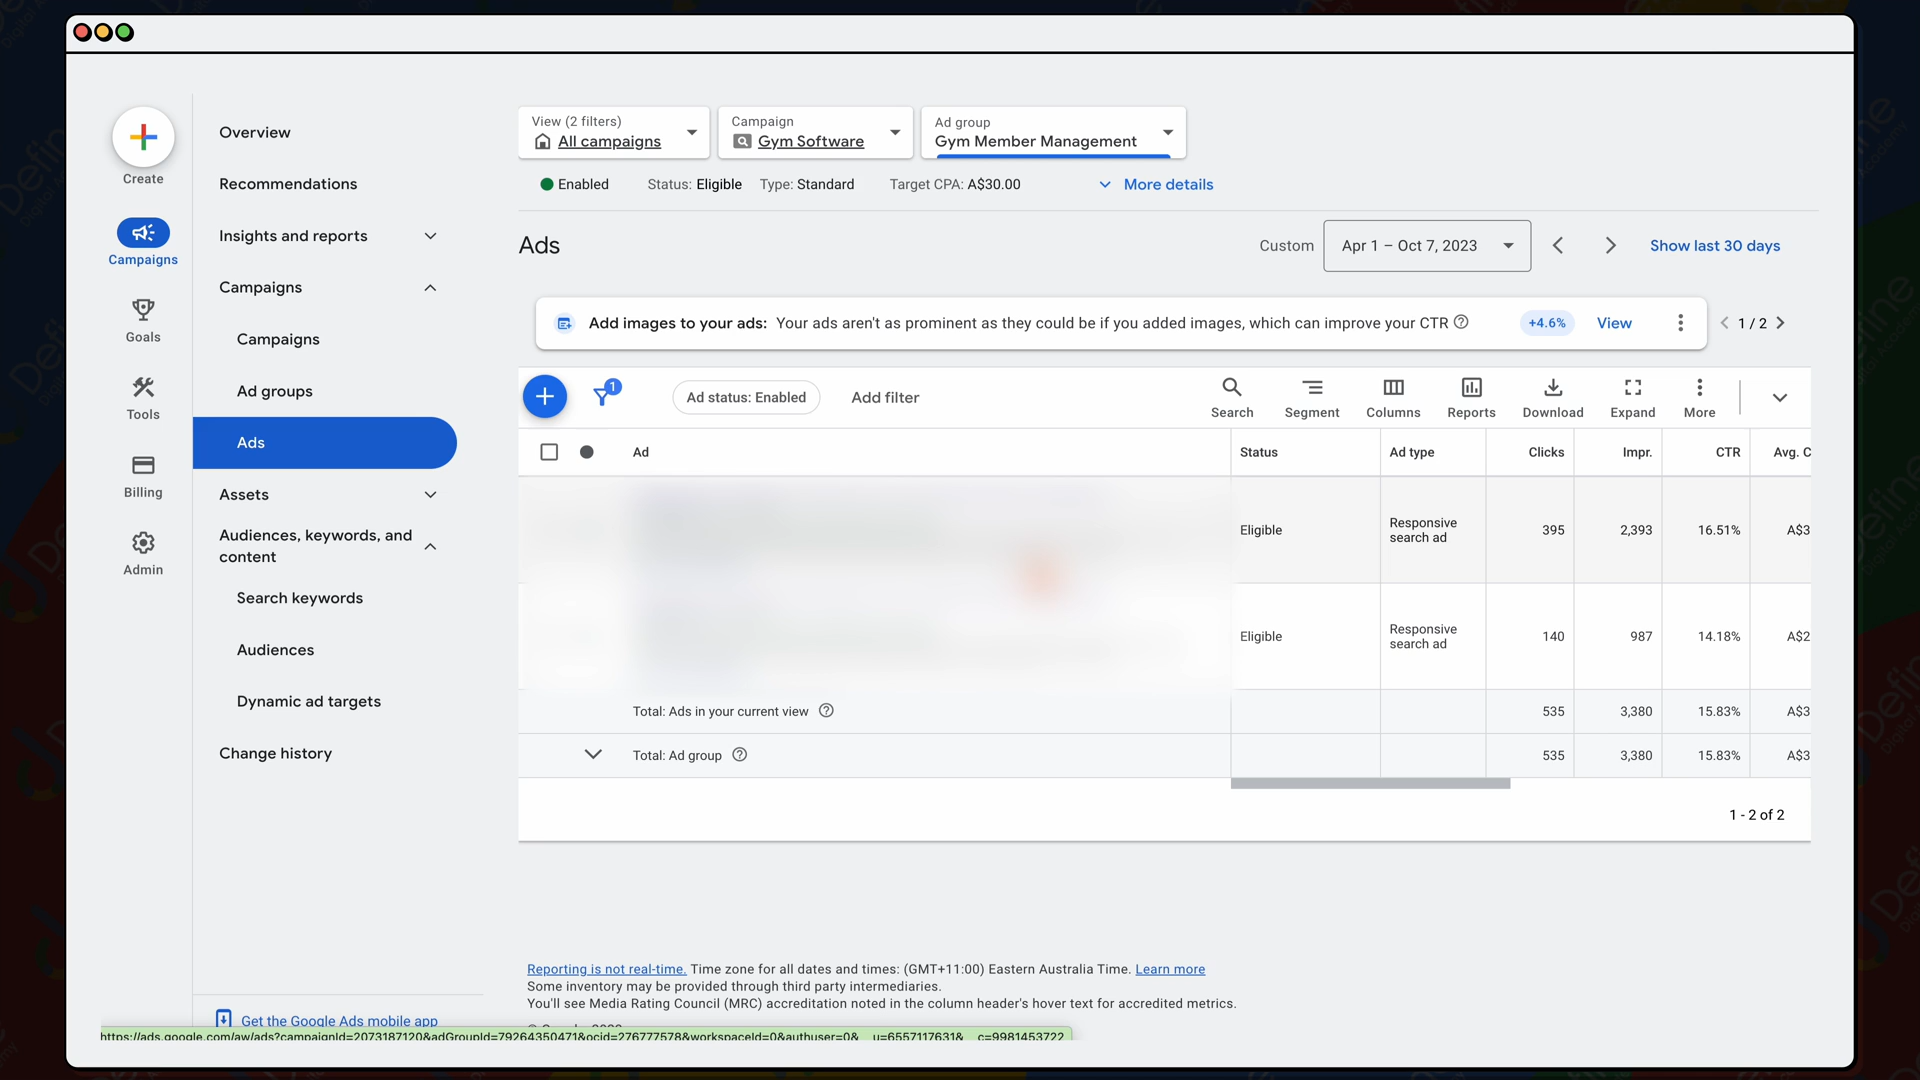 Create
Campaigns
Goals
Tools
Billing
Admin
Overview
Recommendations
Insights and reports
Campaigns
Campaigns
Ad groups
Ads
Assets
Audiences, keywords, and
content
Search keywords
Audiences
Dynamic ad targets
Change history
Get the Google Ads mobile app
View (2 filters)
All campaigns
Campaign
Gym Software
Ad group
Gym Member Management
Enabled Status: Eligible Type: Standard Target CPA: A$30.00 More details
Ads
Custom Apr 1 – Oct 7, 2023 Show last 30 days
Add images to your ads: Your ads aren't as prominent as they could be if you added images, which can improve your CTR +4.6% View 1 / 2
1
Ad status: Enabled Add filter
Search Segment Columns Reports Download Expand More
Ad Status Ad type Clicks Impr. CTR Avg. C
Eligible Responsive search ad 395 2,393 16.51% A$3
Eligible Responsive search ad 140 987 14.18% A$2
Total: Ads in your current view 535 3,380 15.83% A$3
Total: Ad group 535 3,380 15.83% A$3
1 - 2 of 2
Reporting is not real-time. Time zone for all dates and times: (GMT+11:00) Eastern Australia Time. Learn more
Some inventory may be provided through third party intermediaries.
You'll see Media Rating Council (MRC) accreditation noted in the column header's hover text for accredited metrics.
https://ads.google.com/aw/ads?campaignId=2073187120&adGroupId=79264350471&ocid=276777578&workspaceId=0&authuser=0&__u=6557117631&__c=9981453722